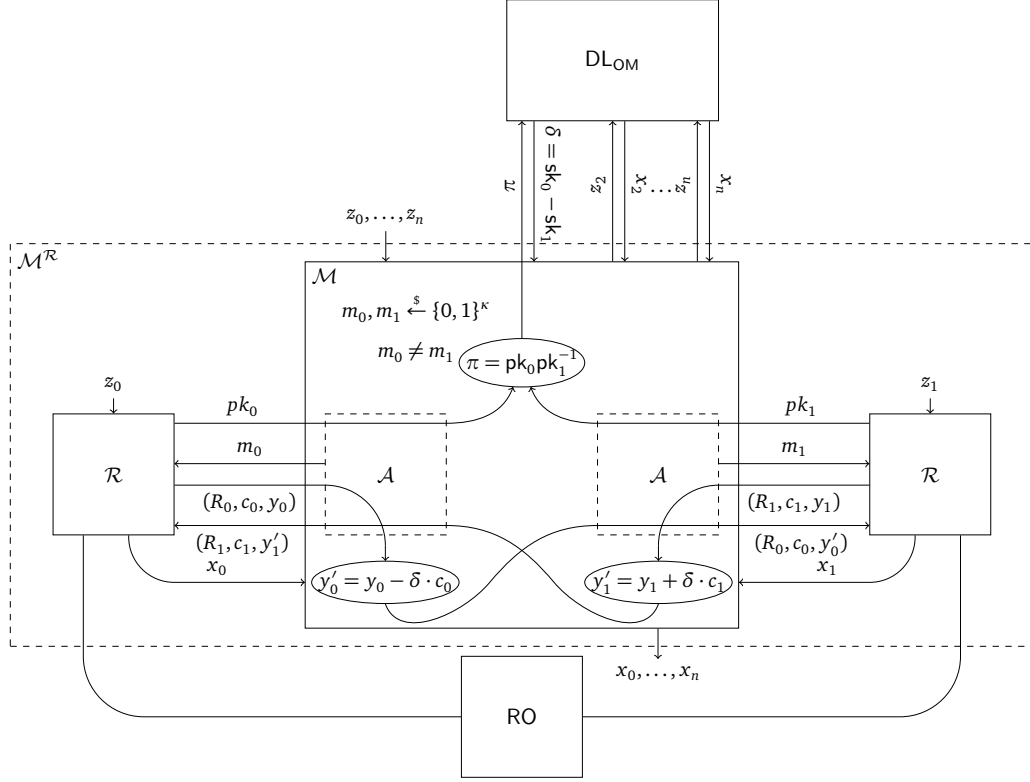 DL_OM
π
δ = sk_0 − sk_1
z_2
x_2
...
z_n
x_n
z_0, . . . , z_n
ℳ^ℛ
ℳ
m_0, m_1 ←$ {0, 1}^κ
m_0 ≠ m_1
π = pk_0 pk_1^{−1}
z_0
z_1
pk_0
pk_1
m_0
m_1
ℛ
𝒜
𝒜
ℛ
(R_0, c_0, y_0)
(R_1, c_1, y_1)
(R_1, c_1, y'_1)
(R_0, c_0, y'_0)
x_0
x_1
y'_0 = y_0 − δ · c_0
y'_1 = y_1 + δ · c_1
x_0, . . . , x_n
RO